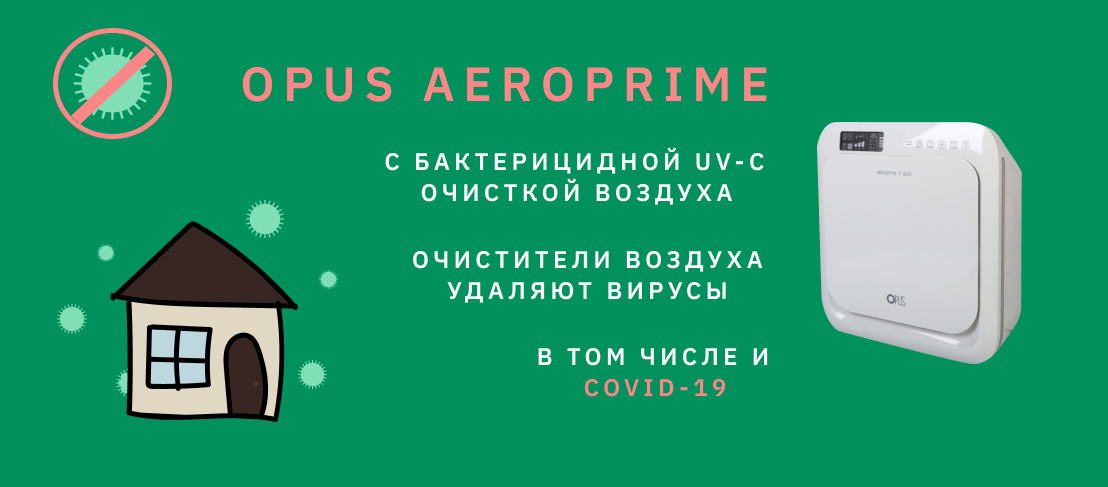 OPUS AEROPRIME
С БАКТЕРИЦИДНОЙ UV-C
ОЧИСТКОЙ ВОЗДУХА
ОЧИСТИТЕЛИ ВОЗДУХА
УДАЛЯЮТ ВИРУСЫ
В ТОМ ЧИСЛЕ И
COVID-19
OPUS